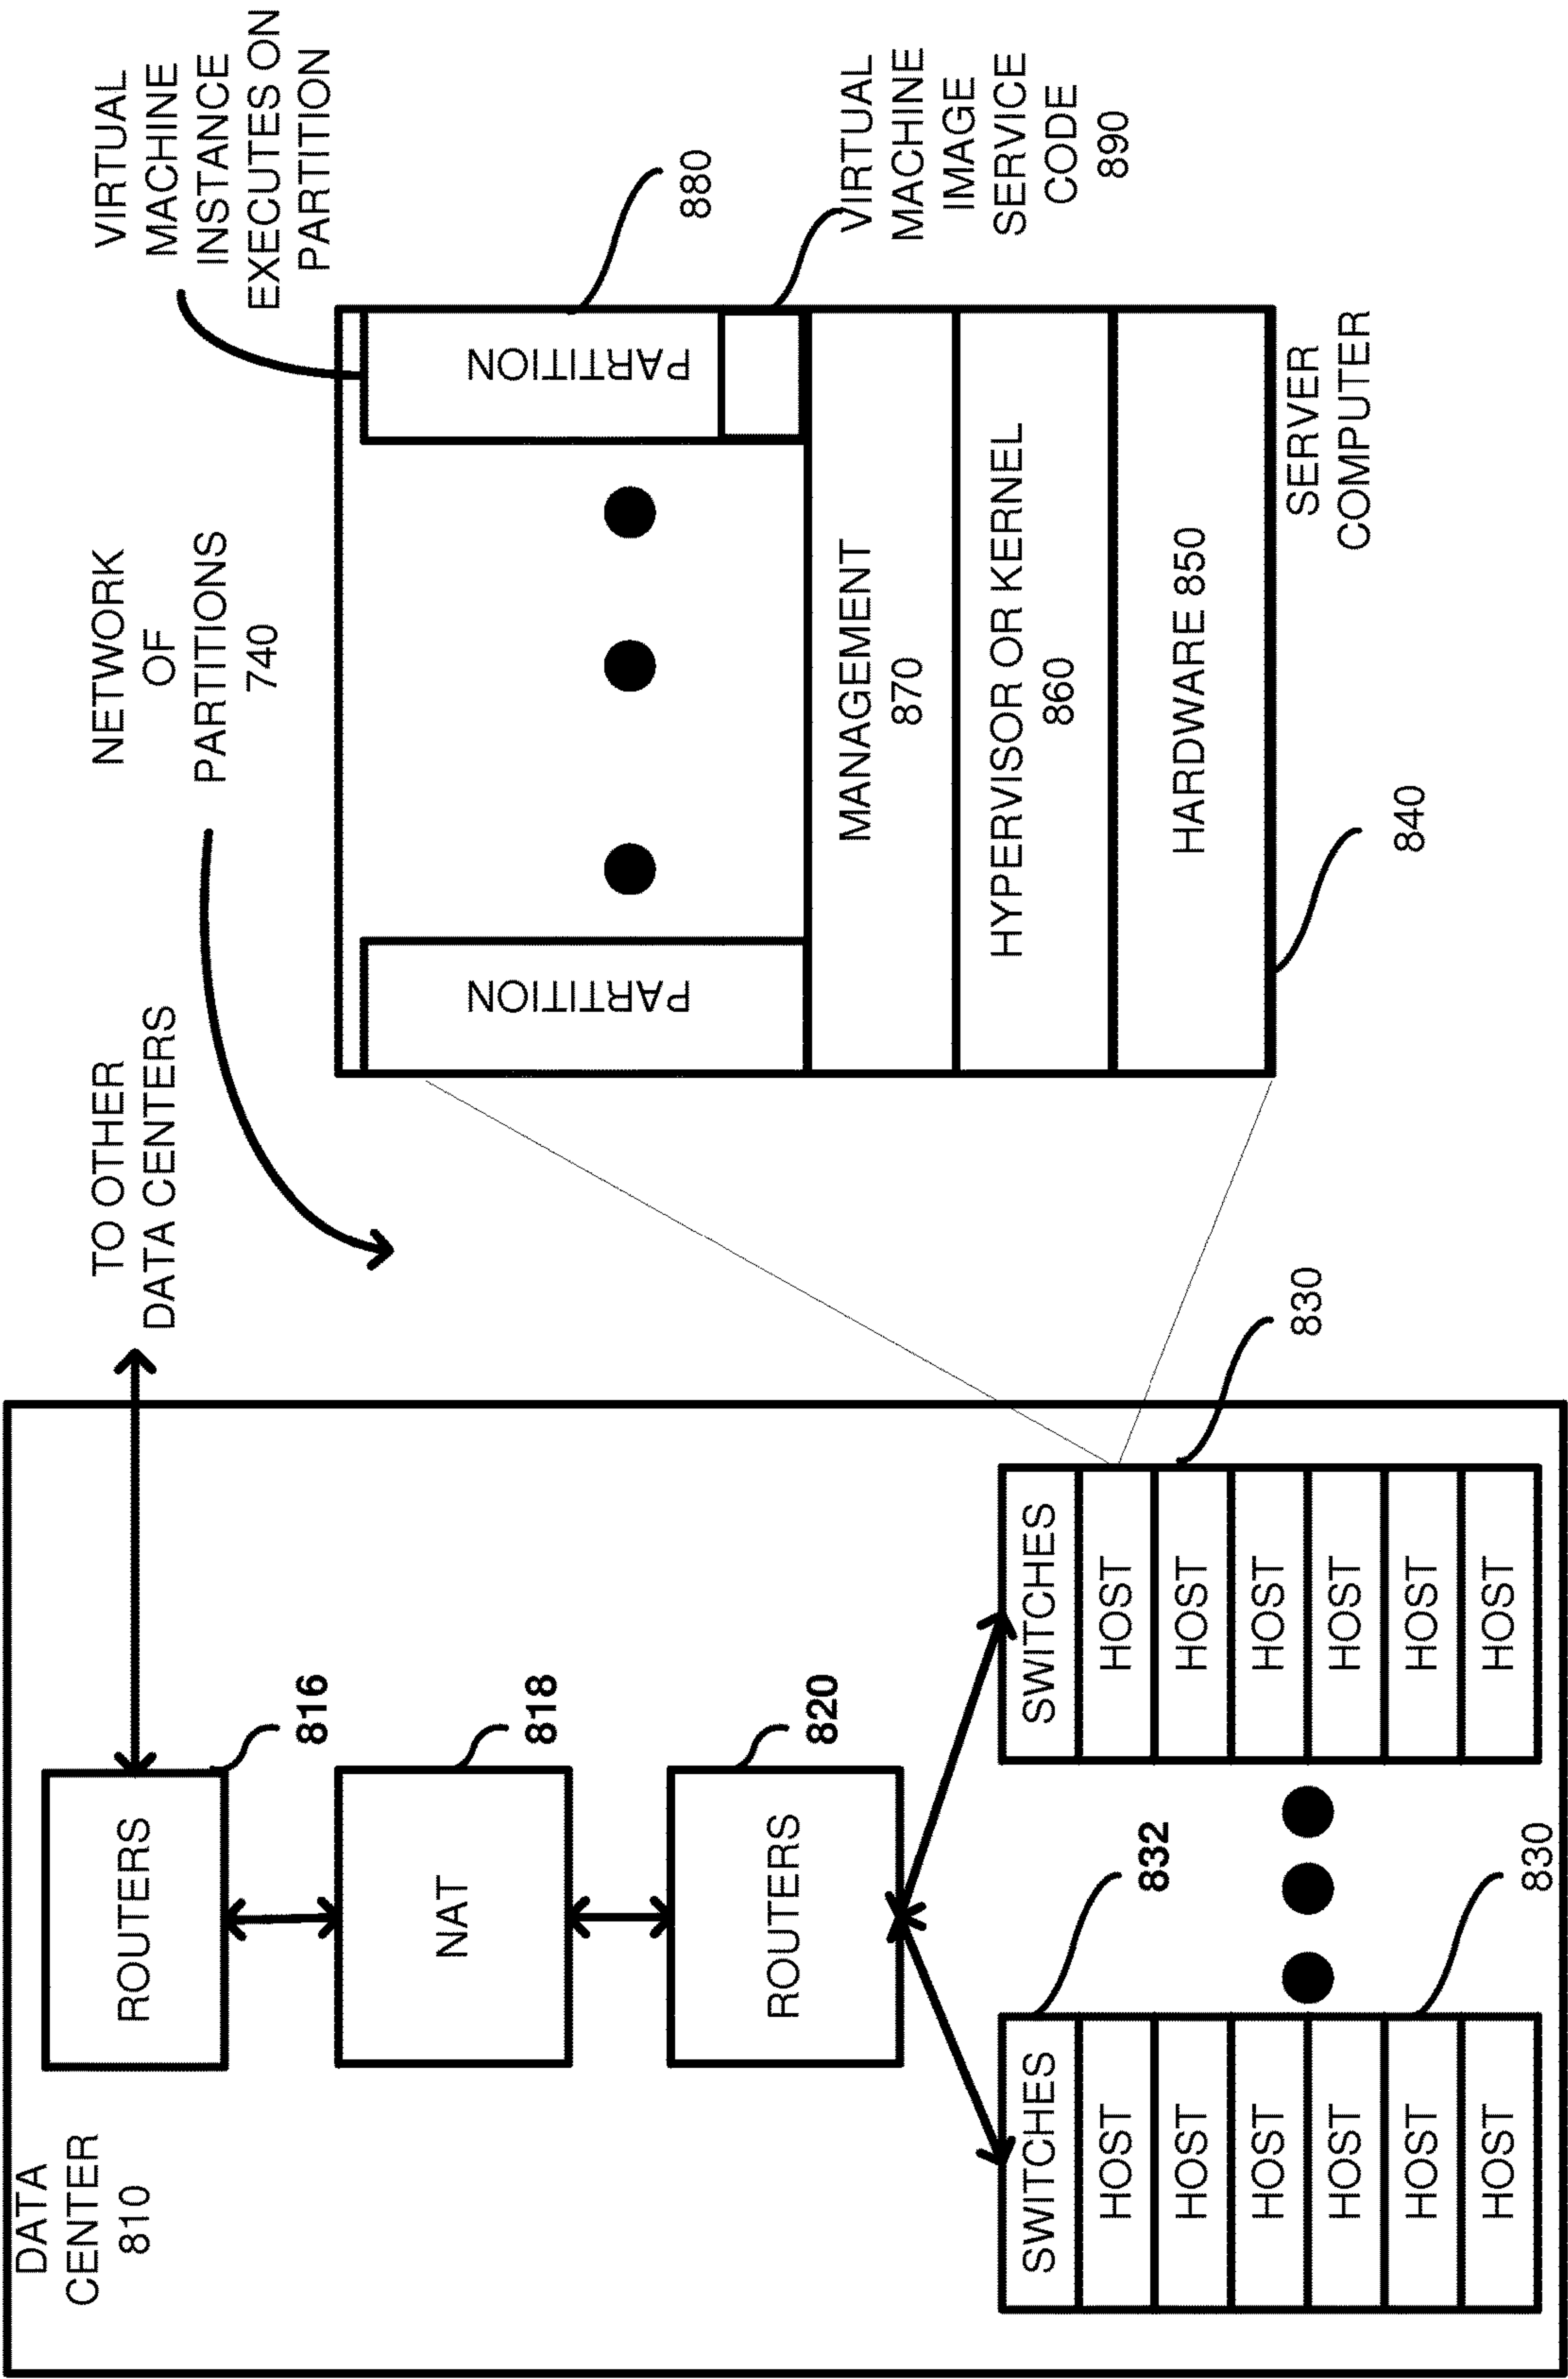 DATA
CENTER
810
ROUTERS
816
NAT
818
ROUTERS
820
SWITCHES
HOST
HOST
HOST
HOST
HOST
HOST
832
830
SWITCHES
HOST
HOST
HOST
HOST
HOST
HOST
830
TO OTHER
DATA CENTERS
NETWORK
OF
PARTITIONS
740
VIRTUAL
MACHINE
INSTANCE
EXECUTES ON
PARTITION
PARTITION
PARTITION
880
VIRTUAL
MACHINE
IMAGE
SERVICE
CODE
890
MANAGEMENT
870
HYPERVISOR OR KERNEL
860
HARDWARE 850
840
SERVER
COMPUTER